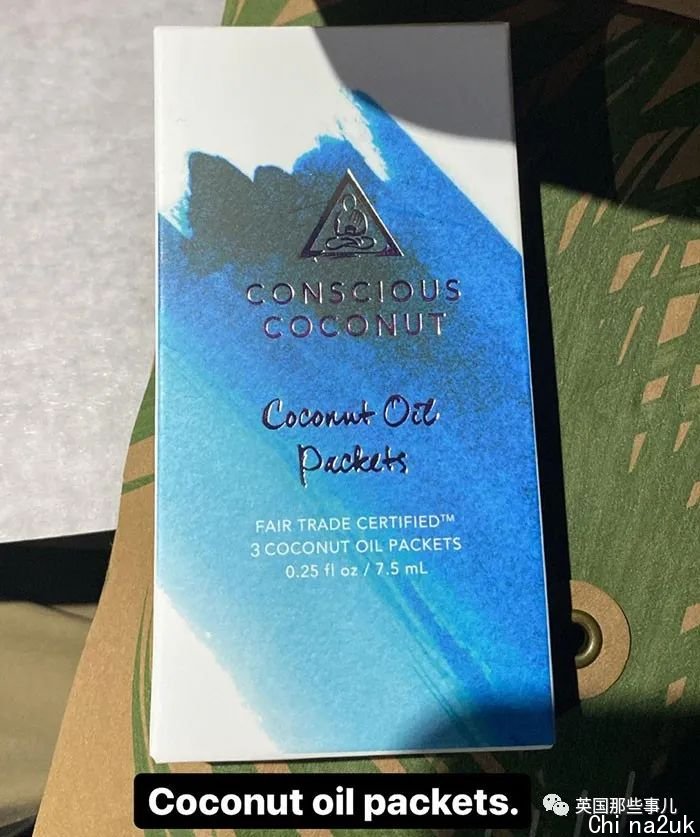 CONSCIOUS
COCONUT
Coconut Oil
Packets
FAIR TRADE CERTIFIED™
3 COCONUT OIL PACKETS
0.25 fl oz / 7.5 mL
Coconut oil packets.
英国那些事儿
Chi na2uk